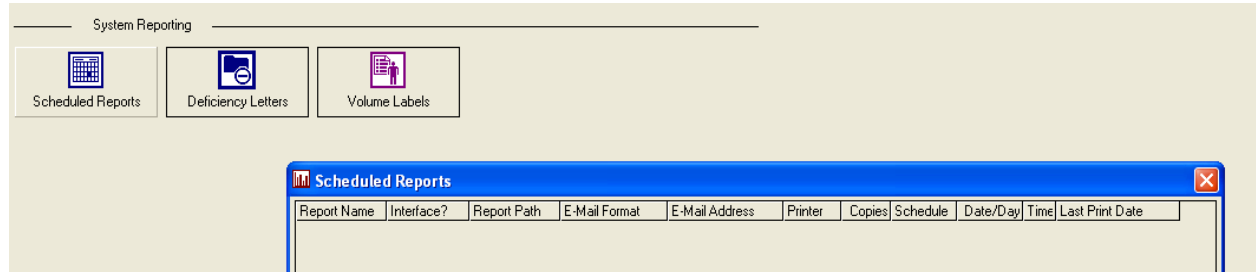 System Reporting
Scheduled Reports Deficiency Letters Volume Labels
Scheduled Reports
Report Name Interface? Report Path E-Mail Format E-Mail Address Printer Copies Schedule Date/Day Time Last Print Date